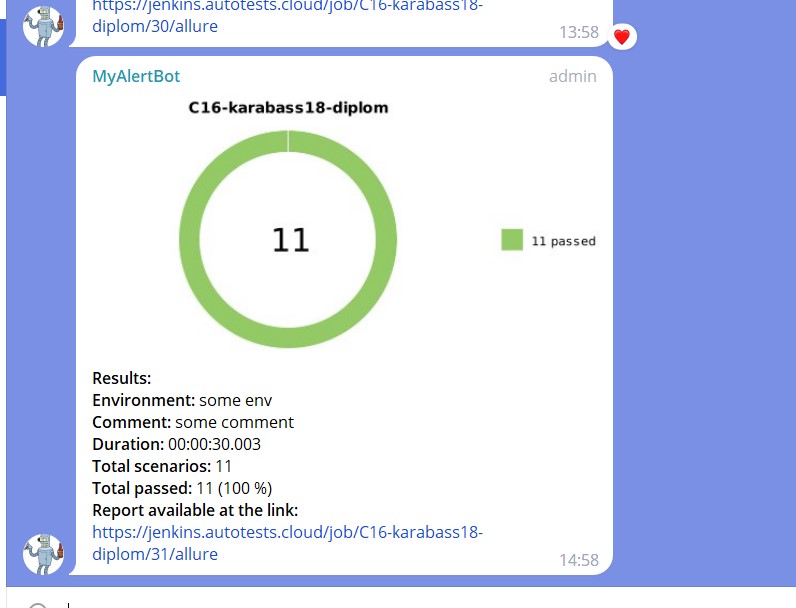 https://jenkins.autotests.cloud/job/C16-karabass18-
diplom/30/allure
13:58
MyAlertBot admin
C16-karabass18-diplom
11
11 passed
Results:
Environment: some env
Comment: some comment
Duration: 00:00:30.003
Total scenarios: 11
Total passed: 11 (100 %)
Report available at the link:
https://jenkins.autotests.cloud/job/C16-karabass18-
diplom/31/allure
14:58